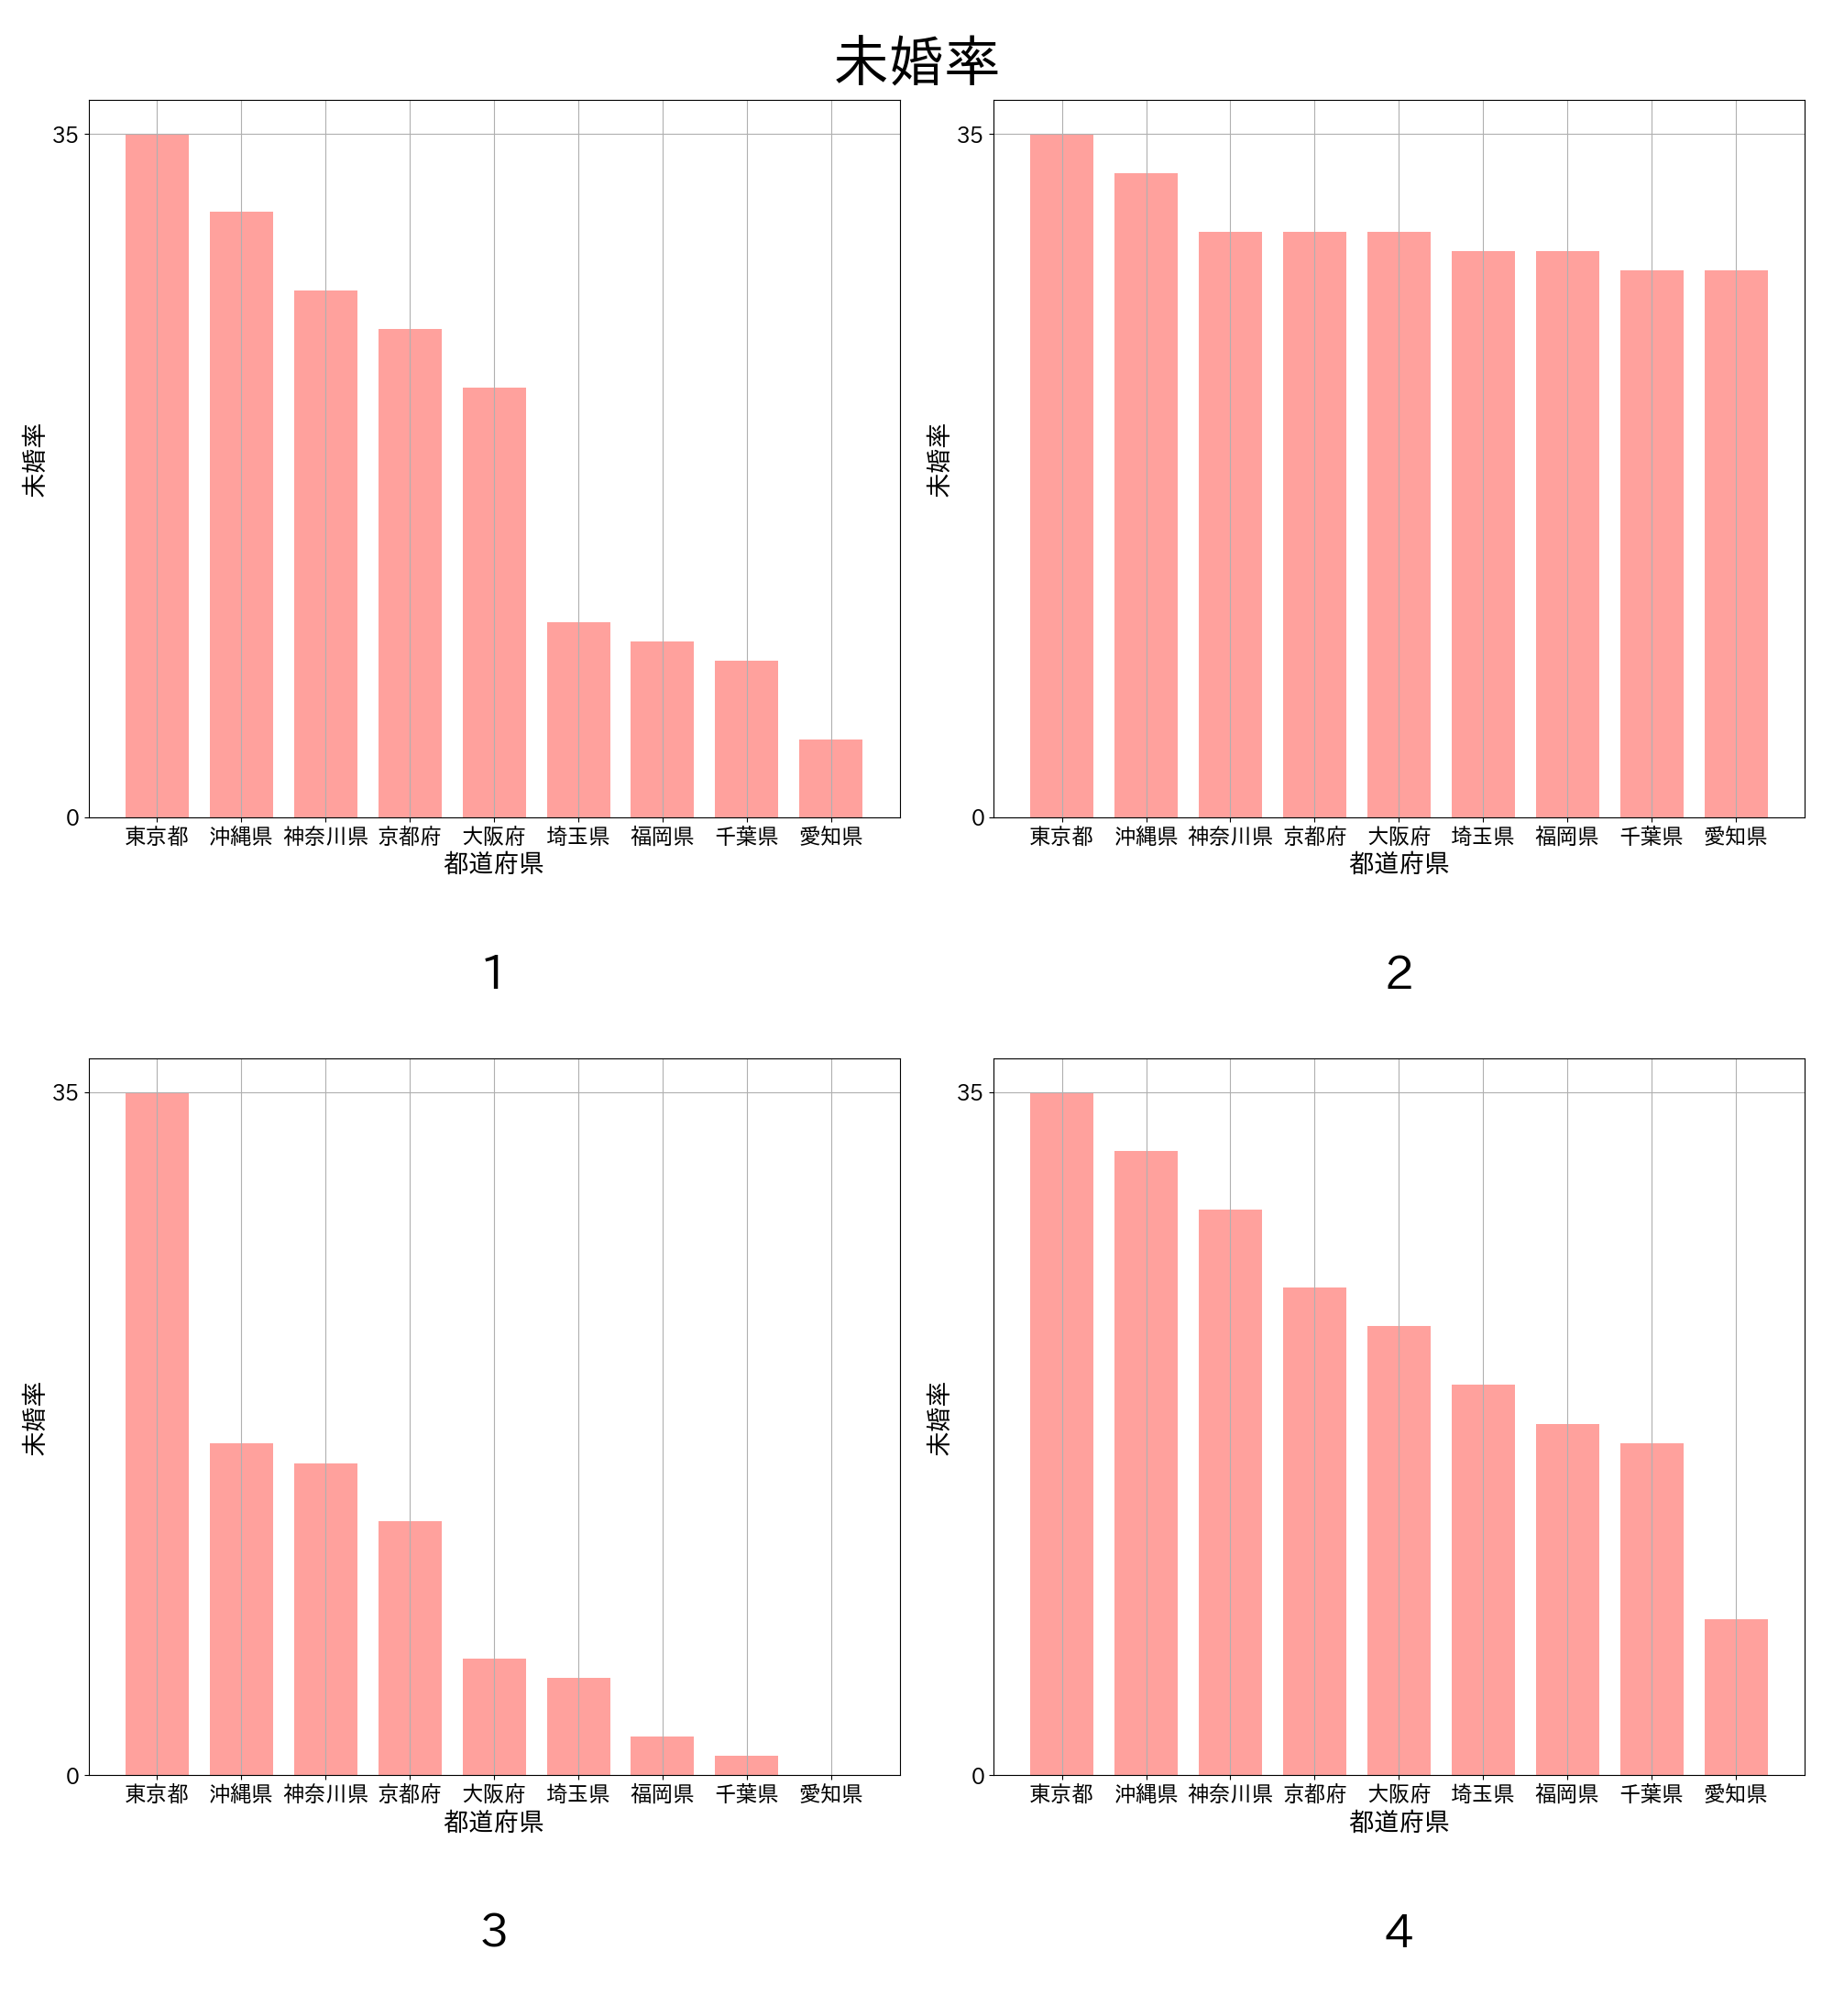 未婚率
35
0
未婚率
東京都 沖縄県 神奈川県 京都府 大阪府 埼玉県 福岡県 千葉県 愛知県
都道府県
1
35
0
未婚率
東京都 沖縄県 神奈川県 京都府 大阪府 埼玉県 福岡県 千葉県 愛知県
都道府県
2
35
0
未婚率
東京都 沖縄県 神奈川県 京都府 大阪府 埼玉県 福岡県 千葉県 愛知県
都道府県
3
35
0
未婚率
東京都 沖縄県 神奈川県 京都府 大阪府 埼玉県 福岡県 千葉県 愛知県
都道府県
4